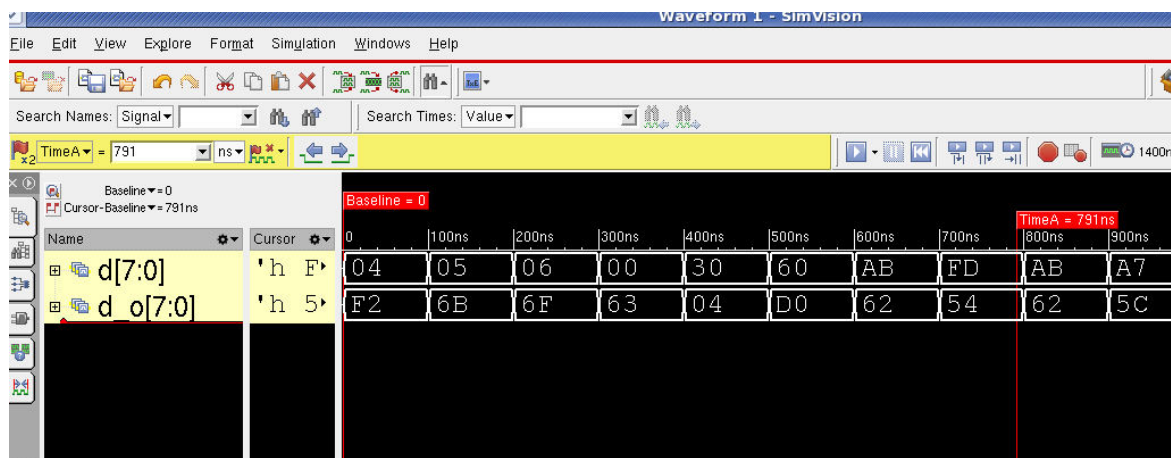 Waveform 1 - SimVision
File Edit View Explore Format Simulation Windows Help
Search Names: Signal Search Times: Value
x2 TimeA = 791 ns 1400n
Baseline = 0
Cursor-Baseline = 791ns
Baseline = 0
TimeA = 791ns
Name Cursor 0 100ns 200ns 300ns 400ns 500ns 600ns 700ns 800ns 900ns
d[7:0] 'h F 04 05 06 00 30 60 AB FD AB A7
d_o[7:0] 'h 5 F2 6B 6F 63 04 D0 62 54 62 5C